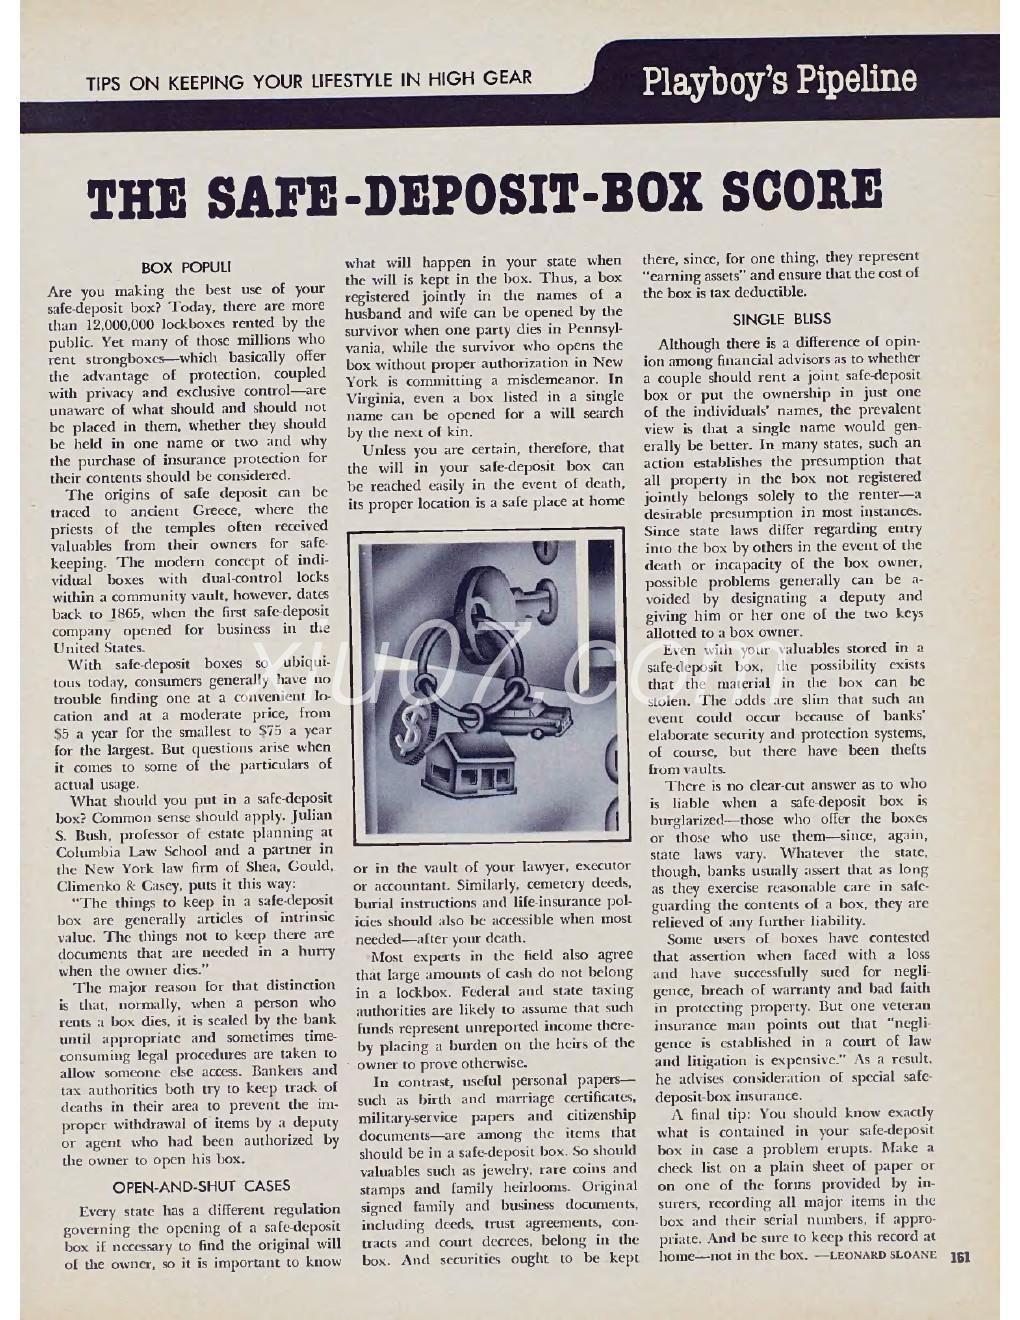 TIPS ON KEEPING YOUR LIFESTYLE IN HIGH GEAR
Playboy's Pipeline
THE SAFE-DEPOSIT-BOX SCORE
BOX POPULI
Are you making the best use of your
safe-deposit box? Today, there are more
than 12,000,000 lockboxes rented by the
public. Yet many of those millions who
rent strongboxes—which basically offer
the advantage of protection, coupled
with privacy and exclusive control—are
unaware of what should and should not
be placed in them, whether they should
be held in one name or two and why
the purchase of insurance protection for
their contents should be considered.
The origins of safe deposit can be
traced to ancient Greece, where the
priests of the temples often received
valuables from their owners for safe-
keeping. The modern concept of indi-
vidual boxes with dual-control locks
within a community vault, however, dates
back to 1865, when the first safe-deposit
company opened for business in the
United States.
With safe-deposit boxes so ubiqui-
tous today, consumers generally have no
trouble finding one at a convenient lo-
cation and at a moderate price, from
$5 a year for the smallest to $75 a year
for the largest. But questions arise when
it comes to some of the particulars of
actual usage.
What should you put in a safe-deposit
box? Common sense should apply. Julian
S. Bush, professor of estate planning at
Columbia Law School and a partner in
the New York law firm of Shea, Gould,
Climenko & Casey, puts it this way:
"The things to keep in a safe-deposit
box are generally articles of intrinsic
value. The things not to keep there are
documents that are needed in a hurry
when the owner dies."
The major reason for that distinction
is that, normally, when a person who
rents a box dies, it is sealed by the bank
until appropriate and sometimes time-
consuming legal procedures are taken to
allow someone else access. Bankers and
tax authorities both try to keep track of
deaths in their area to prevent the im-
proper withdrawal of items by a deputy
or agent who had been authorized by
the owner to open his box.
OPEN-AND-SHUT CASES
Every state has a different regulation
governing the opening of a safe-deposit
box if necessary to find the original will
of the owner, so it is important to know
what will happen in your state when
the will is kept in the box. Thus, a box
registered jointly in the names of a
husband and wife can be opened by the
survivor when one party dies in Pennsyl-
vania, while the survivor who opens the
box without proper authorization in New
York is committing a misdemeanor. In
Virginia, even a box listed in a single
name can be opened for a will search
by the next of kin.
Unless you are certain, therefore, that
the will in your safe-deposit box can
be reached easily in the event of death,
its proper location is a safe place at home
$
or in the vault of your lawyer, executor
or accountant. Similarly, cemetery deeds,
burial instructions and life-insurance pol-
icies should also be accessible when most
needed—after your death.
Most experts in the field also agree
that large amounts of cash do not belong
in a lockbox. Federal and state taxing
authorities are likely to assume that such
funds represent unreported income there-
by placing a burden on the heirs of the
owner to prove otherwise.
In contrast, useful personal papers—
such as birth and marriage certificates,
military-service papers and citizenship
documents—are among the items that
should be in a safe-deposit box. So should
valuables such as jewelry, rare coins and
stamps and family heirlooms. Original
signed family and business documents,
including deeds, trust agreements, con-
tracts and court decrees, belong in the
box. And securities ought to be kept
there, since, for one thing, they represent
"earning assets" and ensure that the cost of
the box is tax deductible.
SINGLE BLISS
Although there is a difference of opin-
ion among financial advisors as to whether
a couple should rent a joint safe-deposit
box or put the ownership in just one
of the individuals' names, the prevalent
view is that a single name would gen-
erally be better. In many states, such an
action establishes the presumption that
all property in the box not registered
jointly belongs solely to the renter—a
desirable presumption in most instances.
Since state laws differ regarding entry
into the box by others in the event of the
death or incapacity of the box owner,
possible problems generally can be a-
voided by designating a deputy and
giving him or her one of the two keys
allotted to a box owner.
Even with your valuables stored in a
safe-deposit box, the possibility exists
that the material in the box can be
stolen. The odds are slim that such an
event could occur because of banks'
elaborate security and protection systems,
of course, but there have been thefts
from vaults.
There is no clear-cut answer as to who
is liable when a safe-deposit box is
burglarized—those who offer the boxes
or those who use them—since, again,
state laws vary. Whatever the state,
though, banks usually assert that as long
as they exercise reasonable care in safe-
guarding the contents of a box, they are
relieved of any further liability.
Some users of boxes have contested
that assertion when faced with a loss
and have successfully sued for negli-
gence, breach of warranty and bad faith
in protecting property. But one veteran
insurance man points out that "negli-
gence is established in a court of law
and litigation is expensive." As a result,
he advises consideration of special safe-
deposit-box insurance.
A final tip: You should know exactly
what is contained in your safe-deposit
box in case a problem erupts. Make a
check list on a plain sheet of paper or
on one of the forms provided by in-
surers, recording all major items in the
box and their serial numbers, if appro-
priate. And be sure to keep this record at
home—not in the box. —LEONARD SLOANE
161
xiu07.com